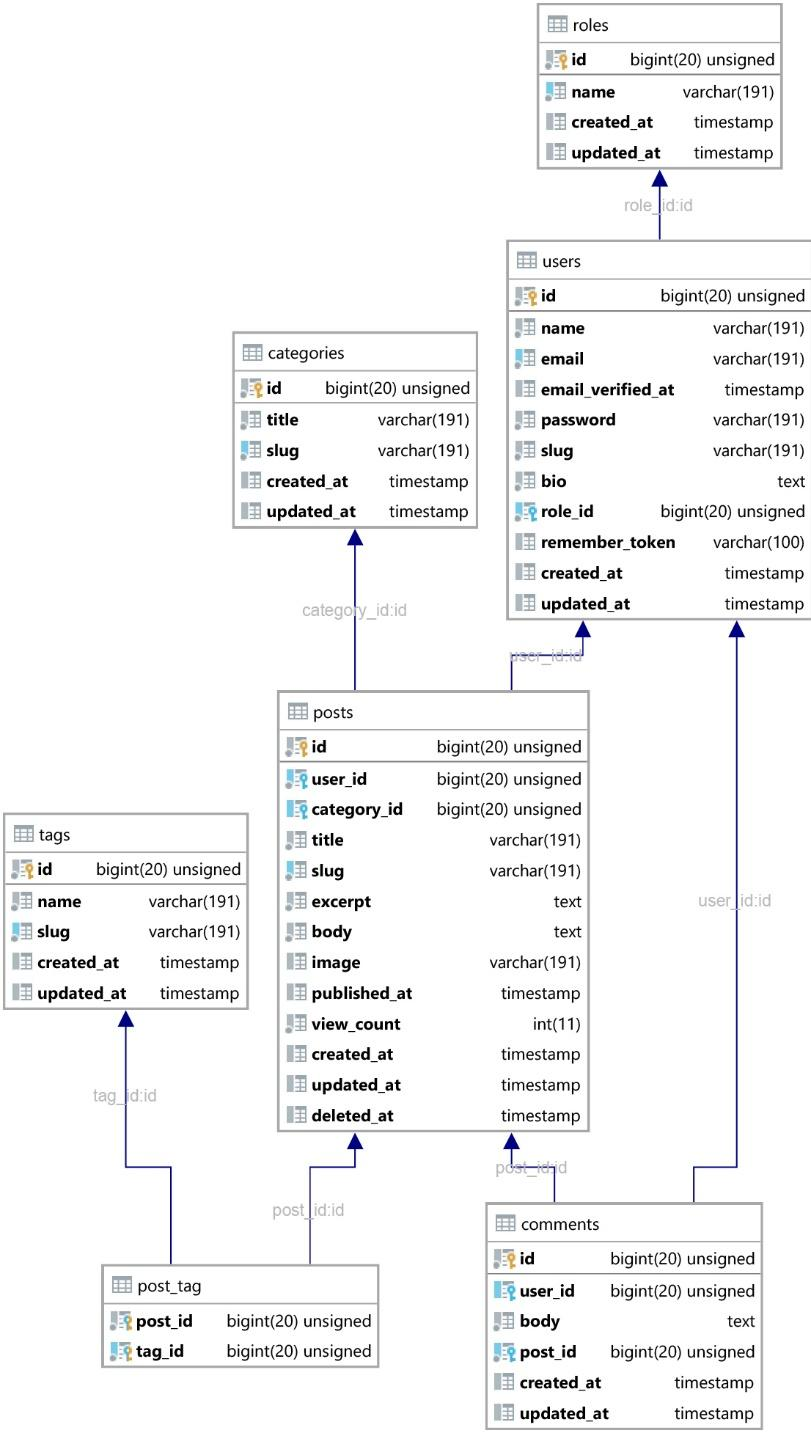 roles
id bigint(20) unsigned
name varchar(191)
created_at timestamp
updated_at timestamp
role_id:id
users
id bigint(20) unsigned
name varchar(191)
email varchar(191)
email_verified_at timestamp
password varchar(191)
slug varchar(191)
bio text
role_id bigint(20) unsigned
remember_token varchar(100)
created_at timestamp
updated_at timestamp
categories
id bigint(20) unsigned
title varchar(191)
slug varchar(191)
created_at timestamp
updated_at timestamp
category_id:id
user_id:id
posts
id bigint(20) unsigned
user_id bigint(20) unsigned
category_id bigint(20) unsigned
title varchar(191)
slug varchar(191)
excerpt text
body text
image varchar(191)
published_at timestamp
view_count int(11)
created_at timestamp
updated_at timestamp
deleted_at timestamp
tags
id bigint(20) unsigned
name varchar(191)
slug varchar(191)
created_at timestamp
updated_at timestamp
user_id:id
tag_id:id
post_id:id
post_id:id
post_tag
post_id bigint(20) unsigned
tag_id bigint(20) unsigned
comments
id bigint(20) unsigned
user_id bigint(20) unsigned
body text
post_id bigint(20) unsigned
created_at timestamp
updated_at timestamp